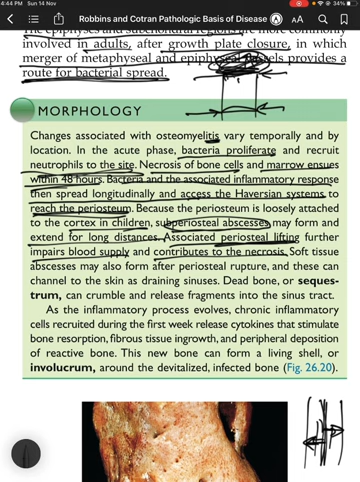 4:44 PM Sun 14 Nov
34%
Robbins and Cotran Pathologic Basis of Disease
AA
The epiphyses and subchondral regions are more commonly
involved in adults, after growth plate closure, in which
merger of metaphyseal and epiphyseal vessels provides a
route for bacterial spread.
MORPHOLOGY
Changes associated with osteomyelitis vary temporally and by
location. In the acute phase, bacteria proliferate and recruit
neutrophils to the site. Necrosis of bone cells and marrow ensues
within 48 hours. Bacteria and the associated inflammatory response
then spread longitudinally and access the Haversian systems to
reach the periosteum. Because the periosteum is loosely attached
to the cortex in children, subperiosteal abscesses may form and
extend for long distances. Associated periosteal lifting further
impairs blood supply and contributes to the necrosis. Soft tissue
abscesses may also form after periosteal rupture, and these can
channel to the skin as draining sinuses. Dead bone, or seques-
trum, can crumble and release fragments into the sinus tract.
As the inflammatory process evolves, chronic inflammatory
cells recruited during the first week release cytokines that stimulate
bone resorption, fibrous tissue ingrowth, and peripheral deposition
of reactive bone. This new bone can form a living shell, or
involucrum, around the devitalized, infected bone (Fig. 26.20).